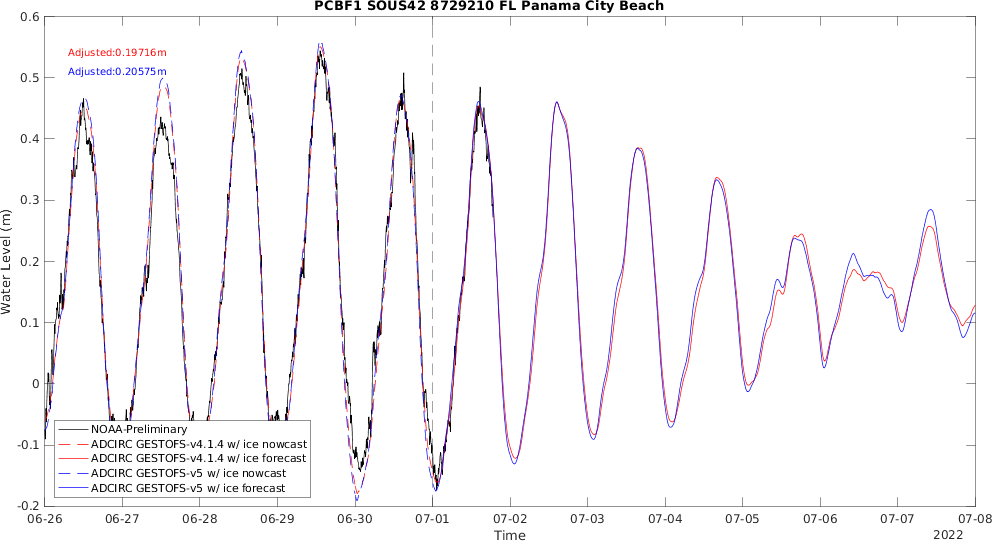 PCBF1 SOUS42 8729210 FL Panama City Beach
0.6
Adjusted:0.19716m
Adjusted:0.20575m
0.5
0.4
0.3
0.2
0.1
0
-0.1
-0.2
Water Level (m)
NOAA-Preliminary
ADCIRC GESTOFS-v4.1.4 w/ ice nowcast
ADCIRC GESTOFS-v4.1.4 w/ ice forecast
ADCIRC GESTOFS-v5 w/ ice nowcast
ADCIRC GESTOFS-v5 w/ ice forecast
06-26 06-27 06-28 06-29 06-30 07-01 07-02 07-03 07-04 07-05 07-06 07-07 07-08
Time
2022